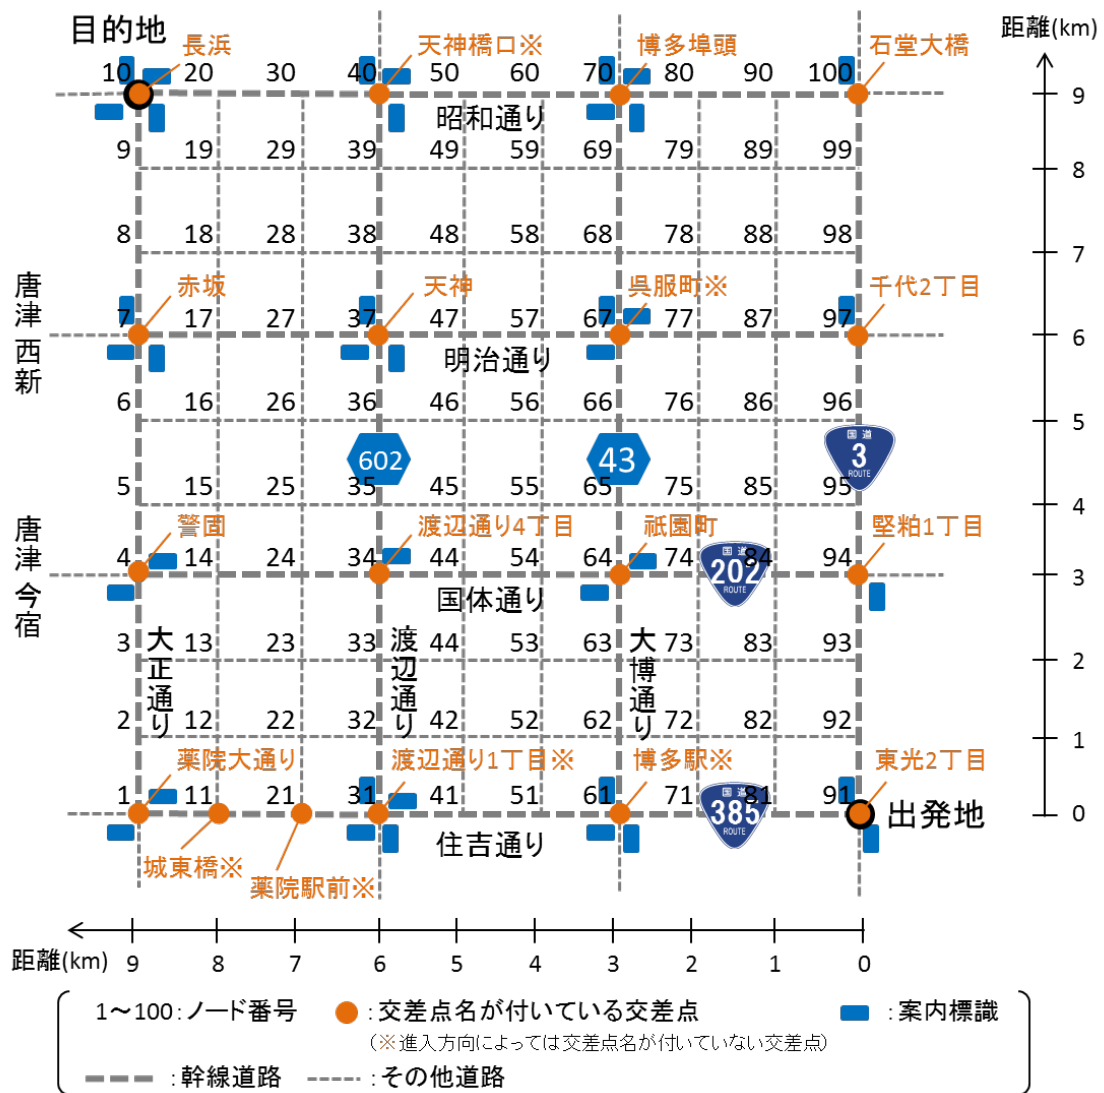 目的地
長浜
天神橋口※
博多埠頭
石堂大橋
距離(km)
10 20 30 40 50 60 70 80 90 100
9
昭和通り
9 19 29 39 49 59 69 79 89 99
8
8 18 28 38 48 58 68 78 88 98
7
唐津 西新
赤坂
天神
呉服町※
千代2丁目
7 17 27 37 47 57 67 77 87 97
6
明治通り
6 16 26 36 46 56 66 76 86 96
5
602
43
国道
3
ROUTE
5 15 25 35 45 55 65 75 85 95
4
唐津 今宿
警固
渡辺通り4丁目
祇園町
堅粕1丁目
4 14 24 34 44 54 64 74 84 94
国道
202
ROUTE
3
国体通り
3 13 23 33 44 53 63 73 83 93
2
大正通り
渡辺通り
大博通り
2 12 22 32 42 52 62 72 82 92
1
薬院大通り
渡辺通り1丁目※
博多駅※
東光2丁目
1 11 21 31 41 51 61 71 81 91
国道
385
ROUTE
0
出発地
住吉通り
城東橋※
薬院駅前※
距離(km)
9 8 7 6 5 4 3 2 1 0
1～100:ノード番号
:交差点名が付いている交差点
:案内標識
(※進入方向によっては交差点名が付いていない交差点)
:幹線道路
:その他道路